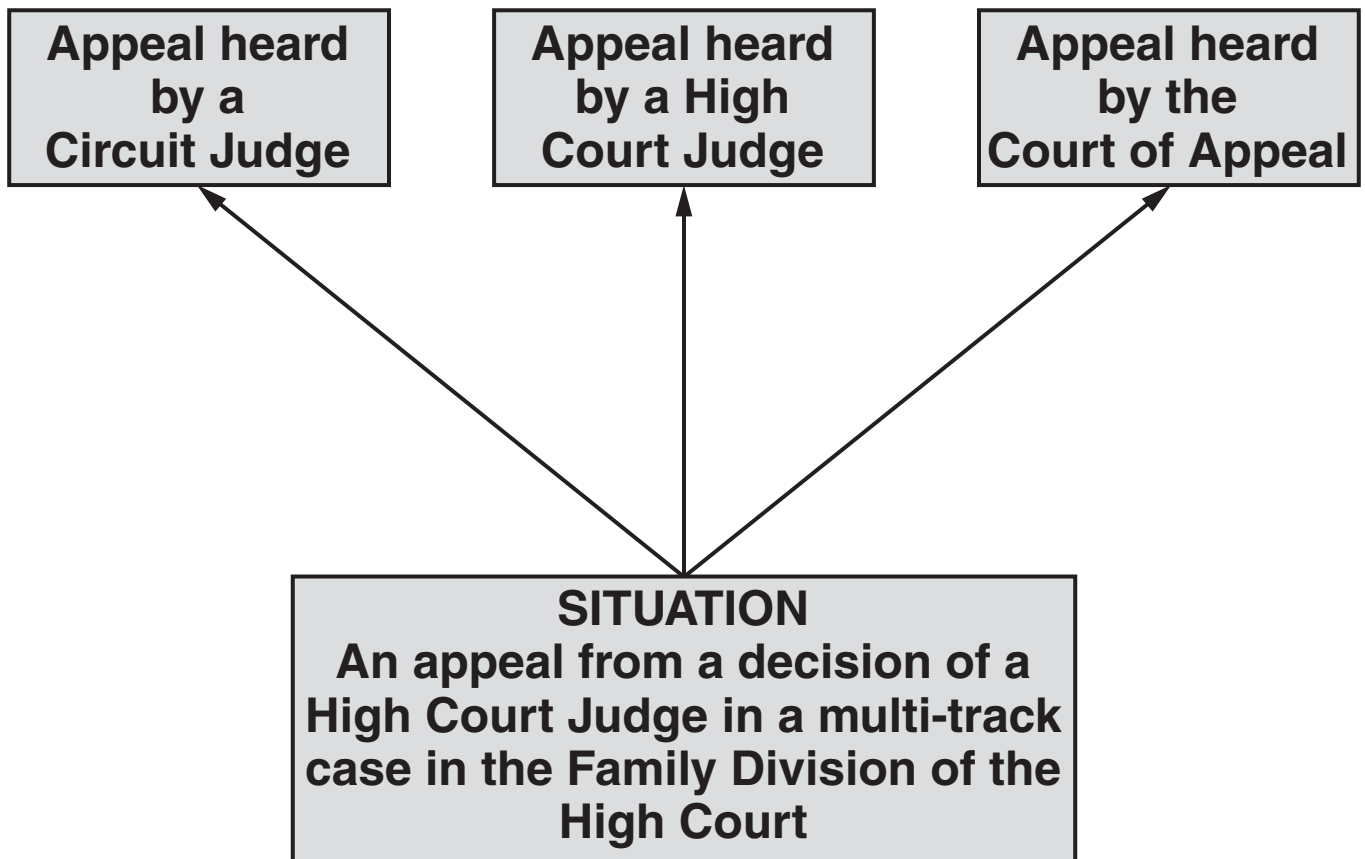 Appeal heard
by a
Circuit Judge
Appeal heard
by a High
Court Judge
Appeal heard
by the
Court of Appeal
SITUATION
An appeal from a decision of a
High Court Judge in a multi-track
case in the Family Division of the
High Court